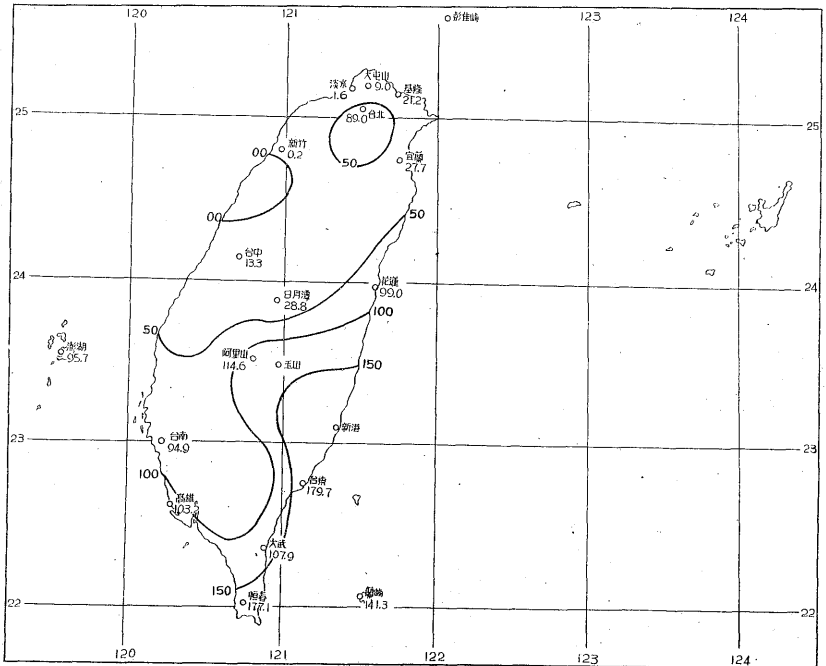 120
121
123
124
彭佳嶼
大屯山
9.0
淡水
1.6
基隆
21.2
25
25
台北
89.0
新竹
0.2
00
50
宜蘭
27.7
00
50
台中
13.3
24
24
日月潭
28.8
花蓮
99.0
100
50
澎湖
95.7
阿里山
114.6
玉山
150
新港
台南
94.9
23
23
100
高雄
103.
台東
179.7
大武
107.9
150
恒春
177.1
蘭嶼
141.3
22
22
120
121
122
123
124